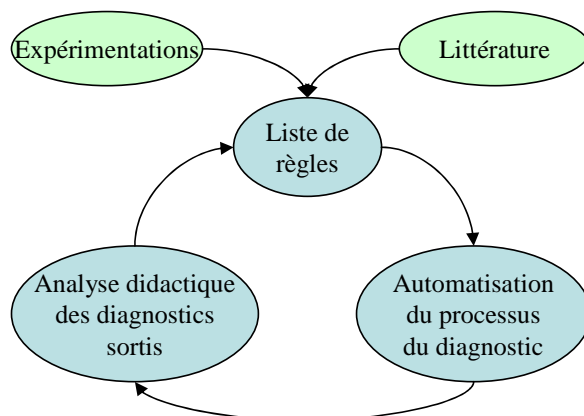 Expérimentations
Littérature
Liste de
règles
Analyse didactique
des diagnostics
sortis
Automatisation
du processus
du diagnostic